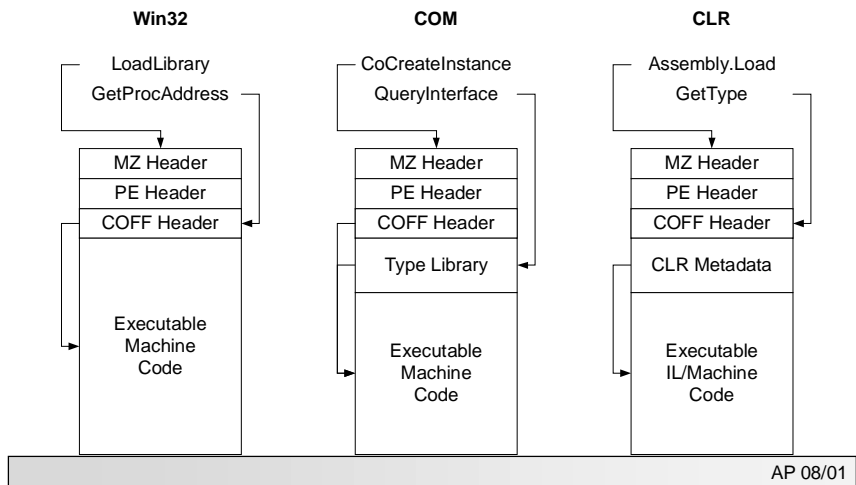 Win32
LoadLibrary
GetProcAddress
MZ Header
PE Header
COFF Header
Executable
Machine
Code
COM
CoCreateInstance
QueryInterface
MZ Header
PE Header
COFF Header
Type Library
Executable
Machine
Code
CLR
Assembly.Load
GetType
MZ Header
PE Header
COFF Header
CLR Metadata
Executable
IL/Machine
Code
AP 08/01